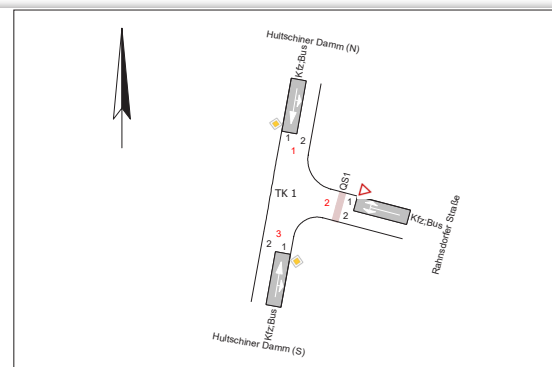 Hultschiner Damm (N)
Kfz;Bus
1 2
1
QS1
TK 1
2 1
2
Kfz;Bus
Rahnsdorfer Straße
3
2 1
Kfz;Bus
Hultschiner Damm (S)